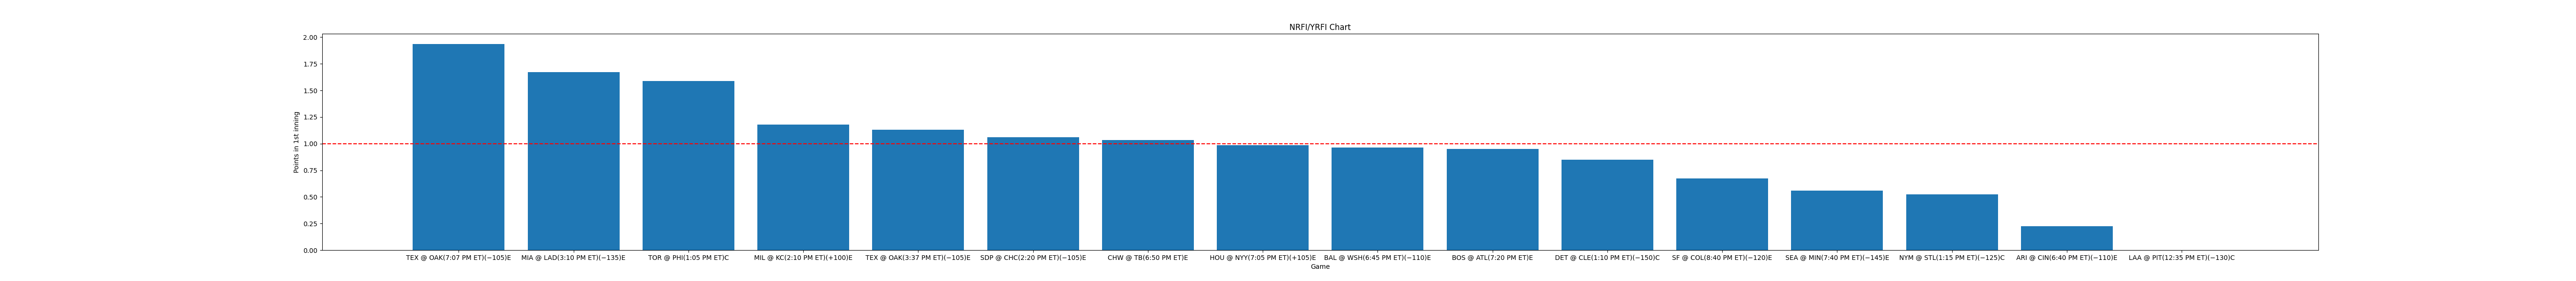 NRFI/YRFI Chart
Points in 1st inning
2.00
1.75
1.50
1.25
1.00
0.75
0.50
0.25
0.00
TEX @ OAK(7:07 PM ET)(−105)E MIA @ LAD(3:10 PM ET)(−135)E TOR @ PHI(1:05 PM ET)C MIL @ KC(2:10 PM ET)(+100)E TEX @ OAK(3:37 PM ET)(−105)E SDP @ CHC(2:20 PM ET)(−105)E CHW @ TB(6:50 PM ET)E HOU @ NYY(7:05 PM ET)(+105)E BAL @ WSH(6:45 PM ET)(−110)E BOS @ ATL(7:20 PM ET)E DET @ CLE(1:10 PM ET)(−150)C SF @ COL(8:40 PM ET)(−120)E SEA @ MIN(7:40 PM ET)(−145)E NYM @ STL(1:15 PM ET)(−125)C ARI @ CIN(6:40 PM ET)(−110)E LAA @ PIT(12:35 PM ET)(−130)C
Game